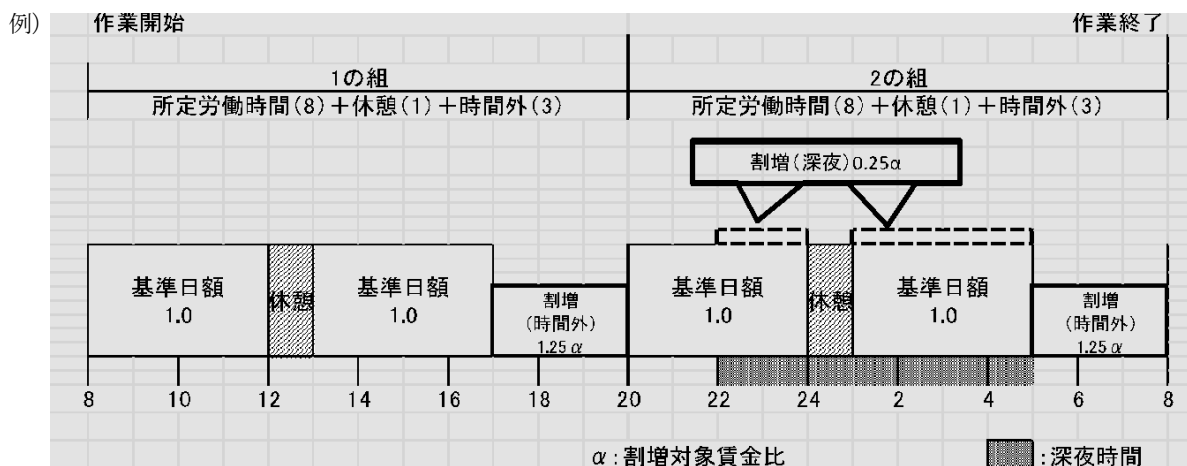 例)
作業開始
作業終了
1の組
2の組
所定労働時間(8)+休憩(1)+時間外(3)
所定労働時間(8)+休憩(1)+時間外(3)
割増(深夜)0.25α
基準日額
1.0
休憩
基準日額
1.0
割増
(時間外)
1.25α
基準日額
1.0
休憩
基準日額
1.0
割増
(時間外)
1.25α
8 10 12 14 16 18 20 22 24 2 4 6 8
α:割増対象賃金比
:深夜時間